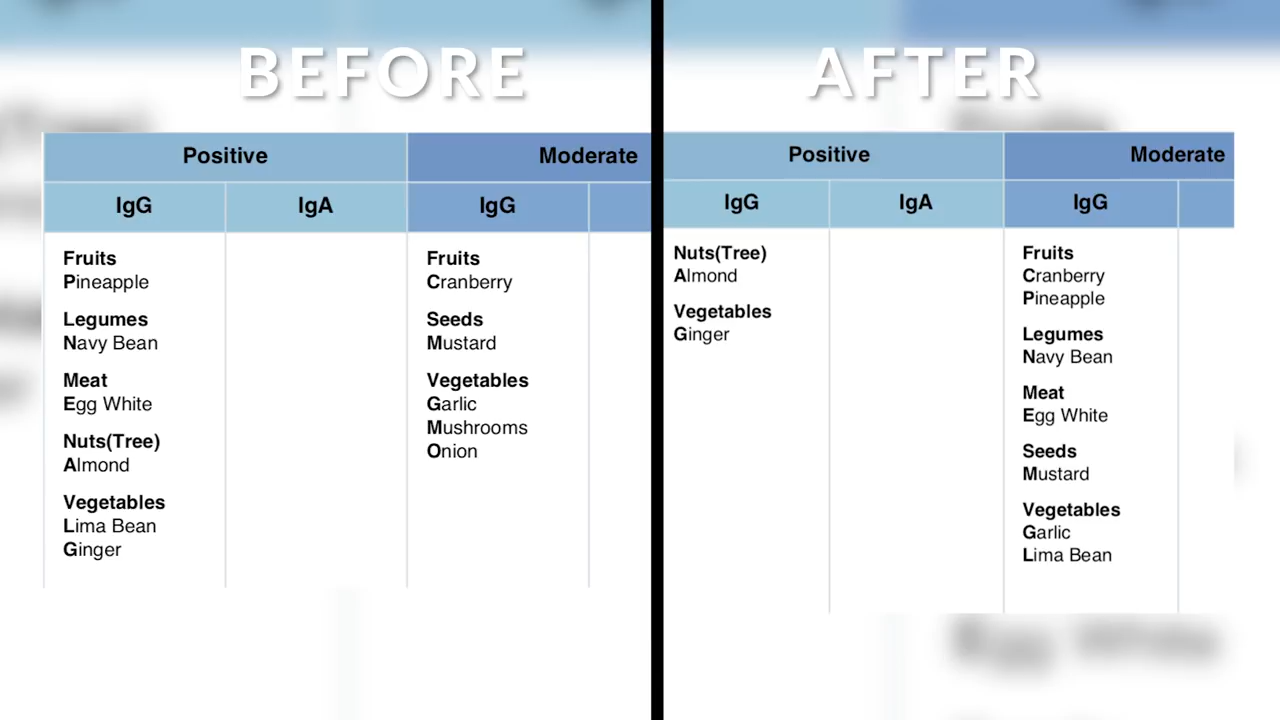 BEFORE
Positive
Moderate
IgG
IgA
IgG
Fruits
Pineapple
Legumes
Navy Bean
Meat
Egg White
Nuts(Tree)
Almond
Vegetables
Lima Bean
Ginger
Fruits
Cranberry
Seeds
Mustard
Vegetables
Garlic
Mushrooms
Onion
AFTER
Positive
Moderate
IgG
IgA
IgG
Nuts(Tree)
Almond
Vegetables
Ginger
Fruits
Cranberry
Pineapple
Legumes
Navy Bean
Meat
Egg White
Seeds
Mustard
Vegetables
Garlic
Lima Bean
Egg White